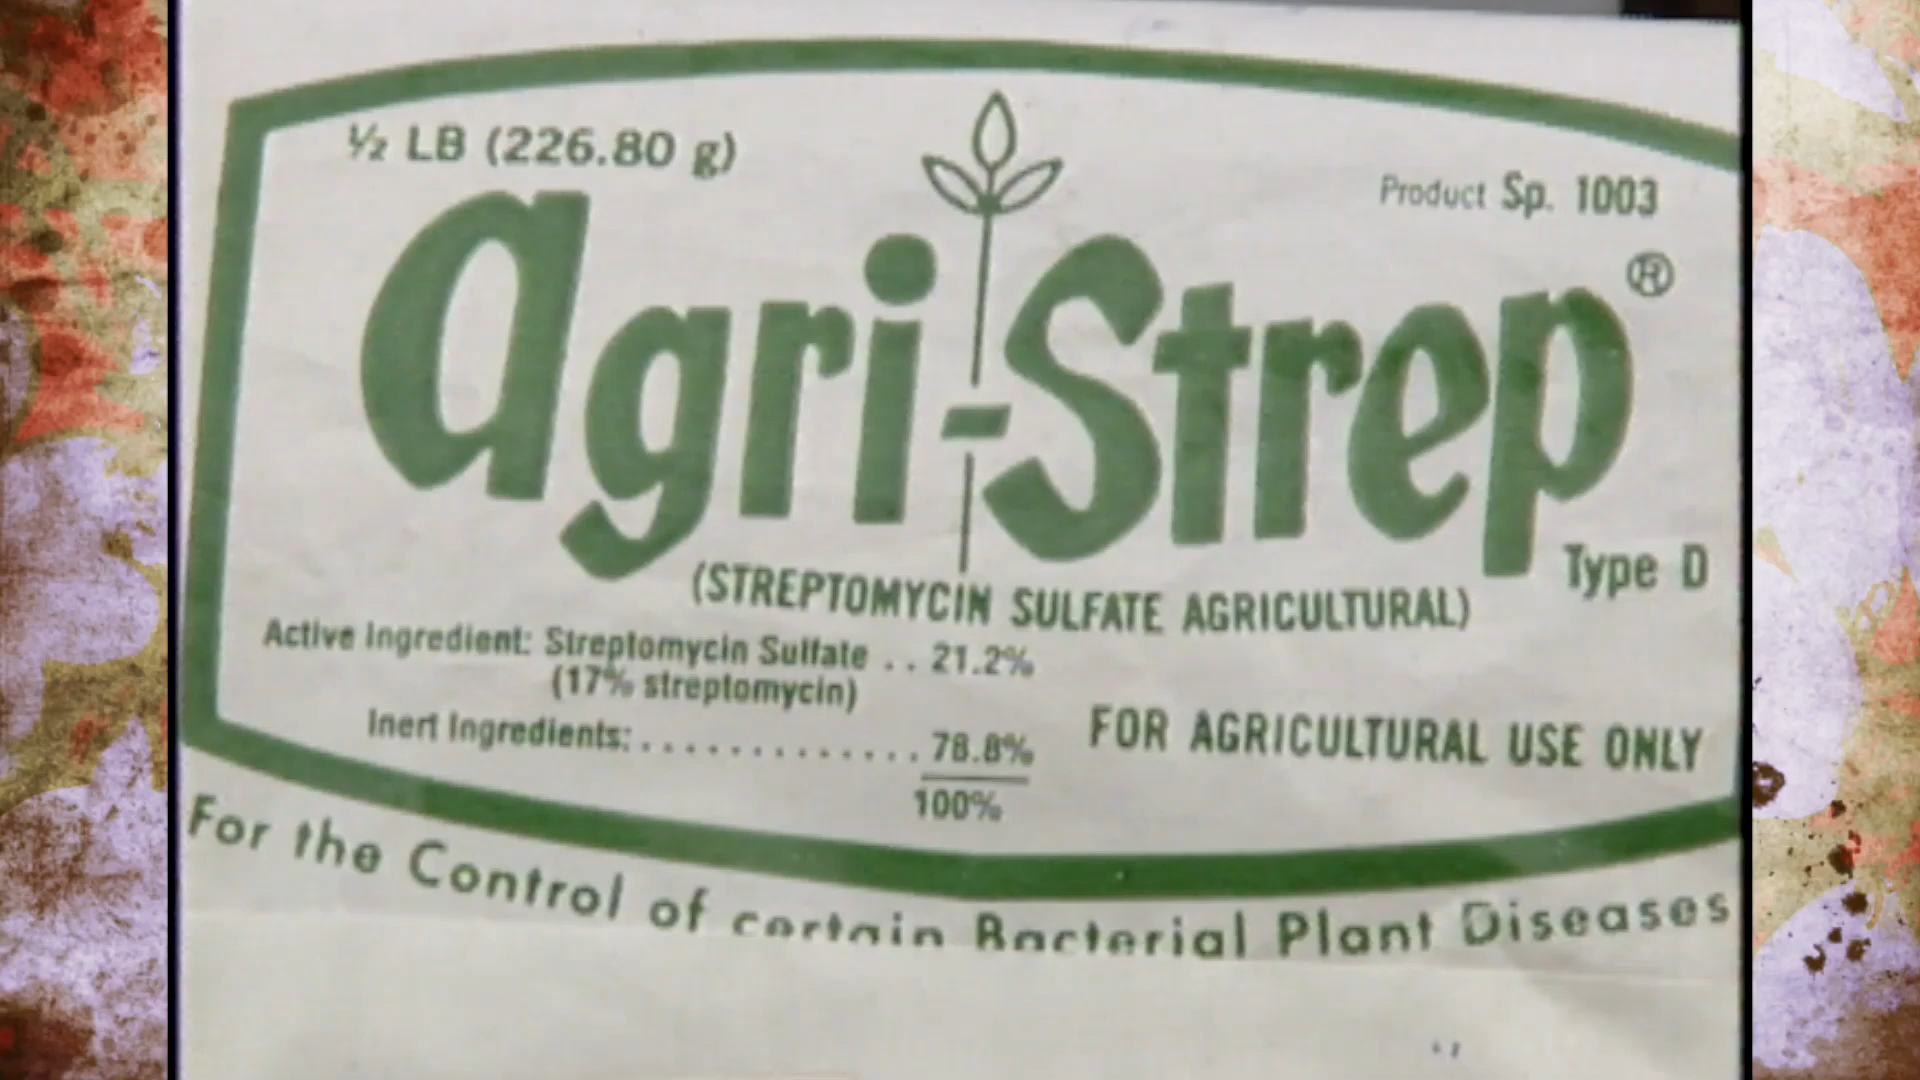 ½ LB (226.80 g)
Product Sp. 1003
Agri-Strep®
Type D
(STREPTOMYCIN SULFATE AGRICULTURAL)
Active Ingredient: Streptomycin Sulfate . . 21.2%
(17% streptomycin)
Inert Ingredients: . . . . . . . . . . . . . 78.8%
100%
FOR AGRICULTURAL USE ONLY
For the Control of certain Bacterial Plant Diseases